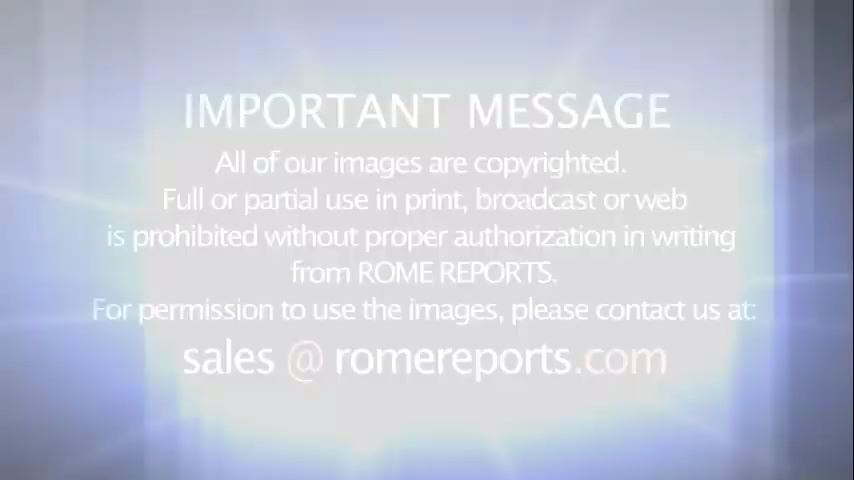 IMPORTANT MESSAGE
All of our images are copyrighted.
Full or partial use in print, broadcast or web
is prohibited without proper authorization in writing
from ROME REPORTS.
For permission to use the images, please contact us at:
sales @ romereports.com